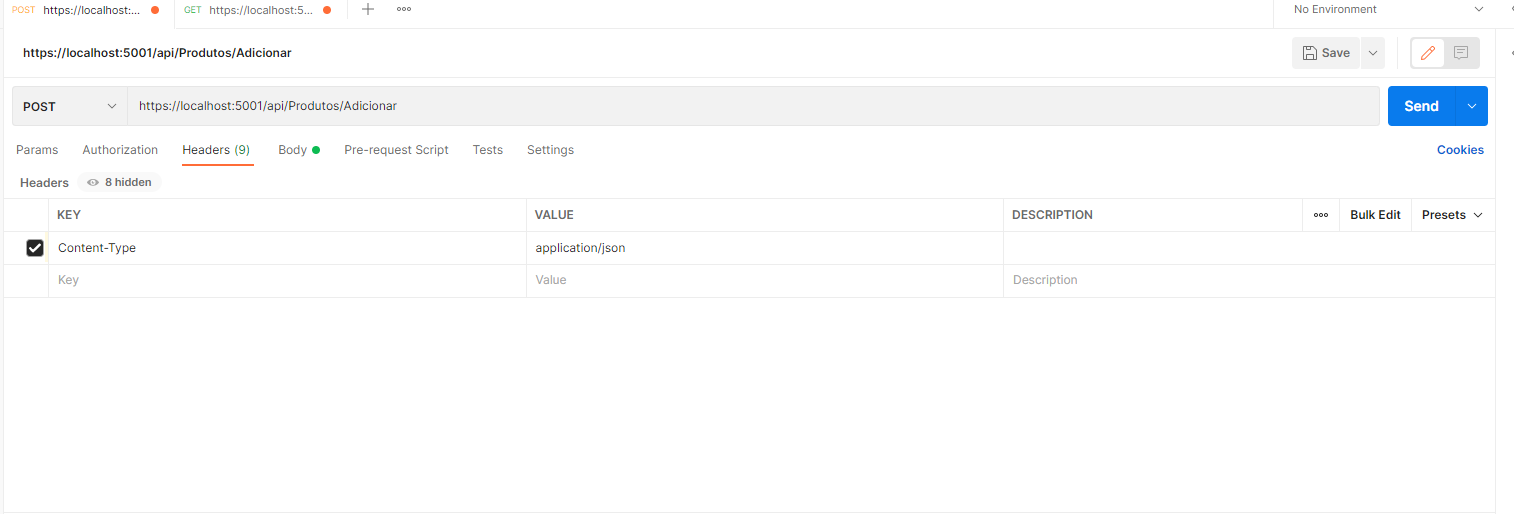 POST https://localhost:... GET https://localhost:5... No Environment
https://localhost:5001/api/Produtos/Adicionar Save
POST https://localhost:5001/api/Produtos/Adicionar Send
Params Authorization Headers (9) Body Pre-request Script Tests Settings Cookies
Headers 8 hidden
KEY VALUE DESCRIPTION Bulk Edit Presets
Content-Type application/json
Key Value Description